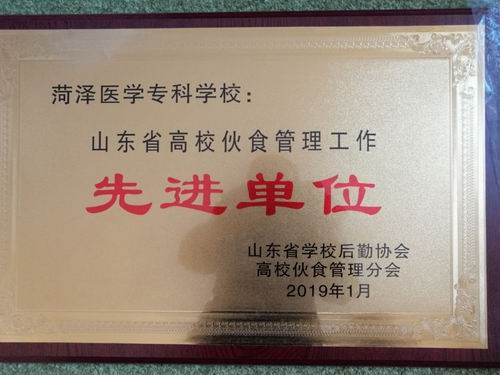 菏泽医学专科学校：
山东省高校伙食管理工作
先进单位
山东省学校后勤协会
高校伙食管理分会
2019年1月